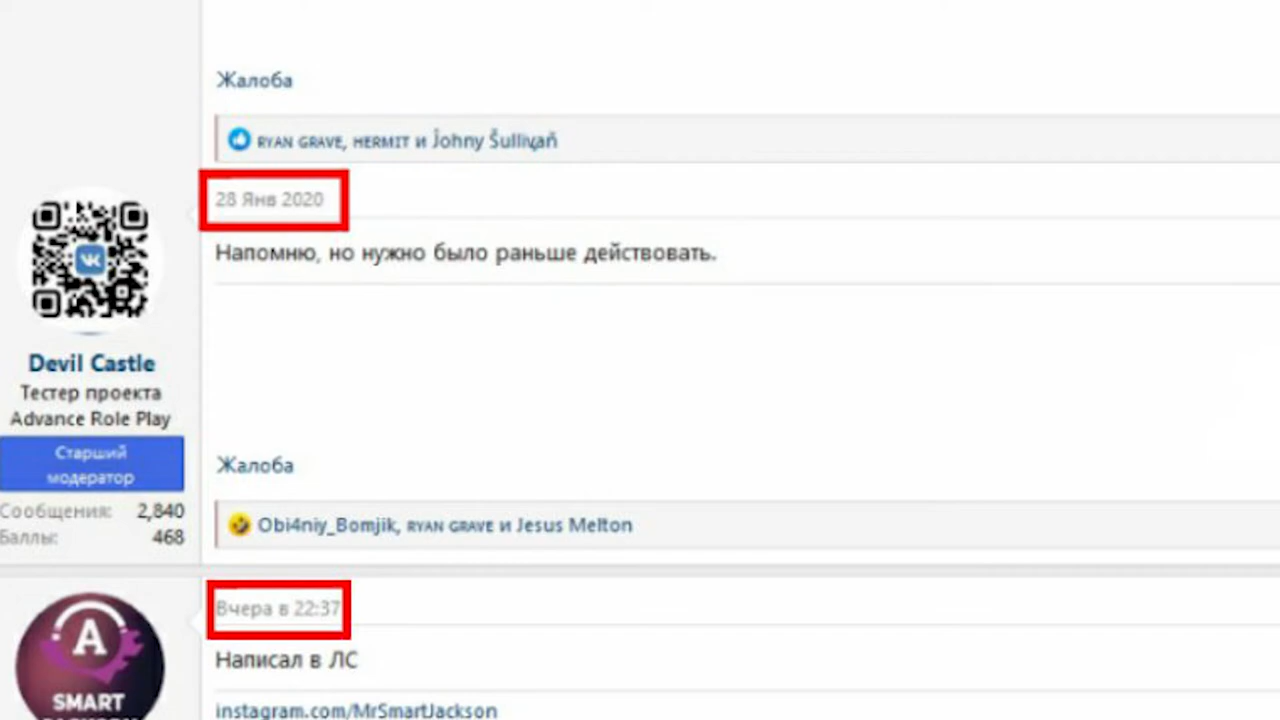 Жалоба
RYAN GRAVE, HERMIT и
28 Янв 2020
Напомню, но нужно было раньше действовать.
Devil Castle
Тестер проекта
Advance Role Play
Старший
модератор
Сообщения: 2,840
Баллы: 468
Жалоба
Obi4niy_Bomjik, RYAN GRAVE и Jesus Melton
Вчера в 22:37
Написал в ЛС
A
SMART
instagram.com/MrSmartJackson